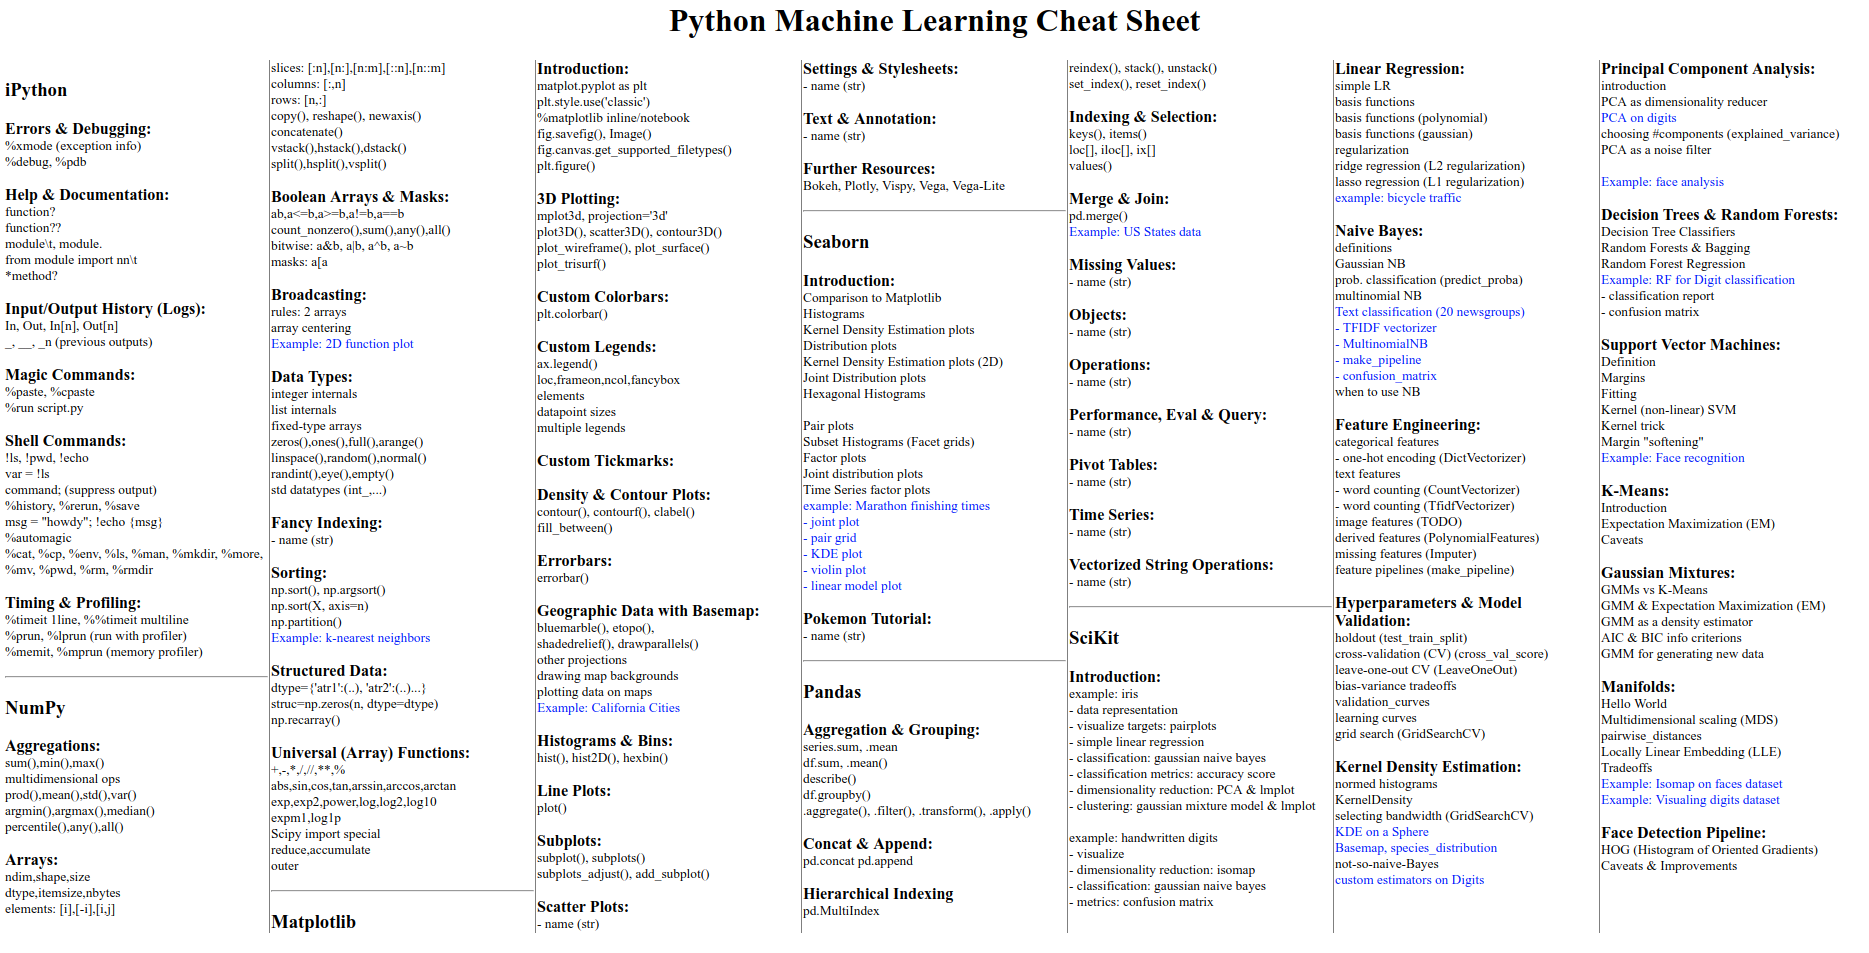 Python Machine Learning Cheat Sheet
iPython
Errors & Debugging:
%xmode (exception info)
%debug, %pdb
Help & Documentation:
function?
function??
module\t, module.
from module import nn\t
*method?
Input/Output History (Logs):
In, Out, In[n], Out[n]
_, __, _n (previous outputs)
Magic Commands:
%paste, %cpaste
%run script.py
Shell Commands:
!ls, !pwd, !echo
var = !ls
command; (suppress output)
%history, %rerun, %save
msg = "howdy"; !echo {msg}
%automagic
%cat, %cp, %env, %ls, %man, %mkdir, %more,
%mv, %pwd, %rm, %rmdir
Timing & Profiling:
%timeit 1line, %%timeit multiline
%prun, %lprun (run with profiler)
%memit, %mprun (memory profiler)
NumPy
Aggregations:
sum(),min(),max()
multidimensional ops
prod(),mean(),std(),var()
argmin(),argmax(),median()
percentile(),any(),all()
Arrays:
ndim,shape,size
dtype,itemsize,nbytes
elements: [i],[-i],[i,j]
slices: [:n],[n:],[n:m],[::n],[n::m]
columns: [:,n]
rows: [n,:]
copy(), reshape(), newaxis()
concatenate()
vstack(),hstack(),dstack()
split(),hsplit(),vsplit()
Boolean Arrays & Masks:
ab,a<=b,a>=b,a!=b,a==b
count_nonzero(),sum(),any(),all()
bitwise: a&b, a|b, a^b, a~b
masks: a[a
Broadcasting:
rules: 2 arrays
array centering
Example: 2D function plot
Data Types:
integer internals
list internals
fixed-type arrays
zeros(),ones(),full(),arange()
linspace(),random(),normal()
randint(),eye(),empty()
std datatypes (int_,...)
Fancy Indexing:
- name (str)
Sorting:
np.sort(), np.argsort()
np.sort(X, axis=n)
np.partition()
Example: k-nearest neighbors
Structured Data:
dtype={'atr1':(..), 'atr2':(..)...}
struc=np.zeros(n, dtype=dtype)
np.recarray()
Universal (Array) Functions:
+,-,*,/,//,**,%
abs,sin,cos,tan,arssin,arccos,arctan
exp,exp2,power,log,log2,log10
expm1,log1p
Scipy import special
reduce,accumulate
outer
Matplotlib
Introduction:
matplot.pyplot as plt
plt.style.use('classic')
%matplotlib inline/notebook
fig.savefig(), Image()
fig.canvas.get_supported_filetypes()
plt.figure()
3D Plotting:
mplot3d, projection='3d'
plot3D(), scatter3D(), contour3D()
plot_wireframe(), plot_surface()
plot_trisurf()
Custom Colorbars:
plt.colorbar()
Custom Legends:
ax.legend()
loc,frameon,ncol,fancybox
elements
datapoint sizes
multiple legends
Custom Tickmarks:
Density & Contour Plots:
contour(), contourf(), clabel()
fill_between()
Errorbars:
errorbar()
Geographic Data with Basemap:
bluemarble(), etopo(),
shadedrelief(), drawparallels()
other projections
drawing map backgrounds
plotting data on maps
Example: California Cities
Histograms & Bins:
hist(), hist2D(), hexbin()
Line Plots:
plot()
Subplots:
subplot(), subplots()
subplots_adjust(), add_subplot()
Scatter Plots:
- name (str)
Settings & Stylesheets:
- name (str)
Text & Annotation:
- name (str)
Further Resources:
Bokeh, Plotly, Vispy, Vega, Vega-Lite
Seaborn
Introduction:
Comparison to Matplotlib
Histograms
Kernel Density Estimation plots
Distribution plots
Kernel Density Estimation plots (2D)
Joint Distribution plots
Hexagonal Histograms
Pair plots
Subset Histograms (Facet grids)
Factor plots
Joint distribution plots
Time Series factor plots
example: Marathon finishing times
- joint plot
- pair grid
- KDE plot
- violin plot
- linear model plot
Pokemon Tutorial:
- name (str)
Pandas
Aggregation & Grouping:
series.sum, .mean
df.sum, .mean()
describe()
df.groupby()
.aggregate(), .filter(), .transform(), .apply()
Concat & Append:
pd.concat pd.append
Hierarchical Indexing
pd.MultiIndex
reindex(), stack(), unstack()
set_index(), reset_index()
Indexing & Selection:
keys(), items()
loc[], iloc[], ix[]
values()
Merge & Join:
pd.merge()
Example: US States data
Missing Values:
- name (str)
Objects:
- name (str)
Operations:
- name (str)
Performance, Eval & Query:
- name (str)
Pivot Tables:
- name (str)
Time Series:
- name (str)
Vectorized String Operations:
- name (str)
SciKit
Introduction:
example: iris
- data representation
- visualize targets: pairplots
- simple linear regression
- classification: gaussian naive bayes
- classification metrics: accuracy score
- dimensionality reduction: PCA & lmplot
- clustering: gaussian mixture model & lmplot
example: handwritten digits
- visualize
- dimensionality reduction: isomap
- classification: gaussian naive bayes
- metrics: confusion matrix
Linear Regression:
simple LR
basis functions
basis functions (polynomial)
basis functions (gaussian)
regularization
ridge regression (L2 regularization)
lasso regression (L1 regularization)
example: bicycle traffic
Naive Bayes:
definitions
Gaussian NB
prob. classification (predict_proba)
multinomial NB
Text classification (20 newsgroups)
- TFIDF vectorizer
- MultinomialNB
- make_pipeline
- confusion_matrix
when to use NB
Feature Engineering:
categorical features
- one-hot encoding (DictVectorizer)
text features
- word counting (CountVectorizer)
- word counting (TfidfVectorizer)
image features (TODO)
derived features (PolynomialFeatures)
missing features (Imputer)
feature pipelines (make_pipeline)
Hyperparameters & Model
Validation:
holdout (test_train_split)
cross-validation (CV) (cross_val_score)
leave-one-out CV (LeaveOneOut)
bias-variance tradeoffs
validation_curves
learning curves
grid search (GridSearchCV)
Kernel Density Estimation:
normed histograms
KernelDensity
selecting bandwidth (GridSearchCV)
KDE on a Sphere
Basemap, species_distribution
not-so-naive-Bayes
custom estimators on Digits
Principal Component Analysis:
introduction
PCA as dimensionality reducer
PCA on digits
choosing #components (explained_variance)
PCA as a noise filter
Example: face analysis
Decision Trees & Random Forests:
Decision Tree Classifiers
Random Forests & Bagging
Random Forest Regression
Example: RF for Digit classification
- classification report
- confusion matrix
Support Vector Machines:
Definition
Margins
Fitting
Kernel (non-linear) SVM
Kernel trick
Margin "softening"
Example: Face recognition
K-Means:
Introduction
Expectation Maximization (EM)
Caveats
Gaussian Mixtures:
GMMs vs K-Means
GMM & Expectation Maximization (EM)
GMM as a density estimator
AIC & BIC info criterions
GMM for generating new data
Manifolds:
Hello World
Multidimensional scaling (MDS)
pairwise_distances
Locally Linear Embedding (LLE)
Tradeoffs
Example: Isomap on faces dataset
Example: Visualing digits dataset
Face Detection Pipeline:
HOG (Histogram of Oriented Gradients)
Caveats & Improvements